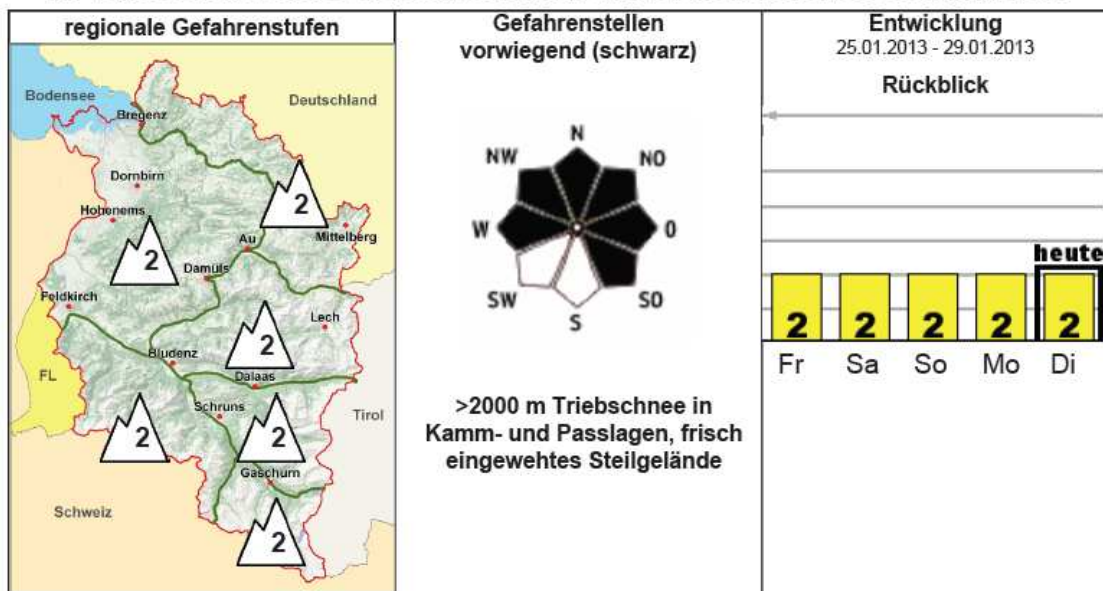 regionale Gefahrenstufen
Bodensee
Deutschland
Bregenz
Dornbirn
2
Hohenems
Mittelberg
Au
2
Damüls
Feldkirch
Lech
2
Bludenz
FL
Dalaas
Tirol
Schruns
2
2
Gaschurn
Schweiz
2
Gefahrenstellen
vorwiegend (schwarz)
N
NW
NO
W
O
SW
SO
S
>2000 m Triebschnee in
Kamm- und Passlagen, frisch
eingewehtes Steilgelände
Entwicklung
25.01.2013 - 29.01.2013
Rückblick
heute
2 2 2 2 2
Fr Sa So Mo Di